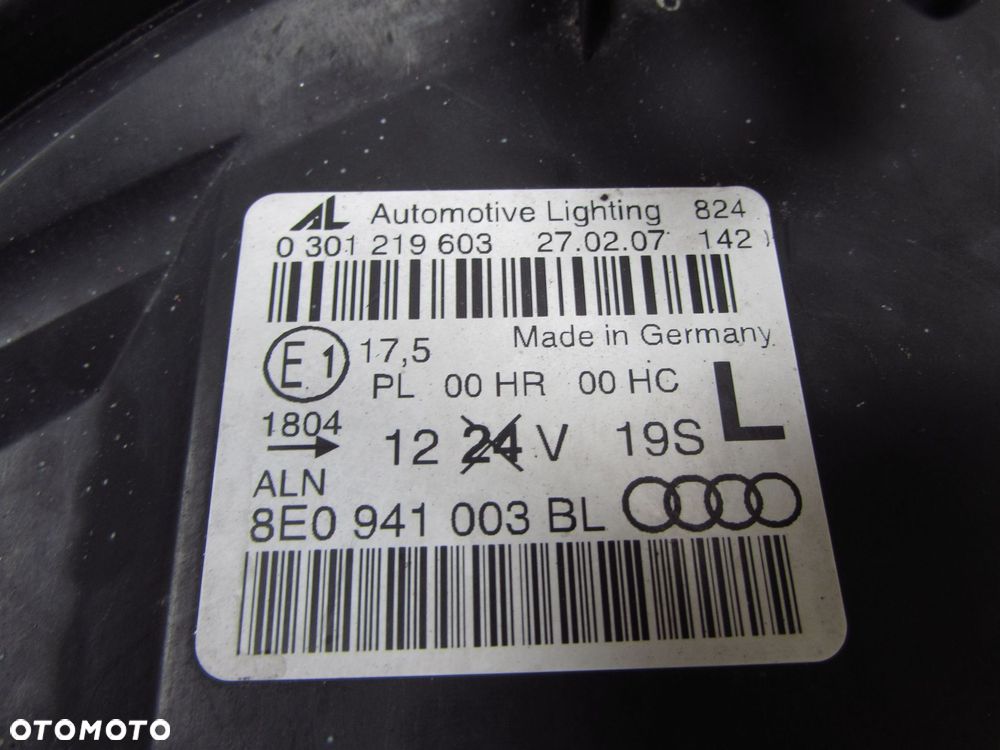 AL Automotive Lighting 824
0 301 219 603 27.02.07 142
Made in Germany
E1 17,5
PL 00 HR 00 HC
L
1804
12 24 V 19S
ALN
8E0 941 003 BL
OTOMOTO